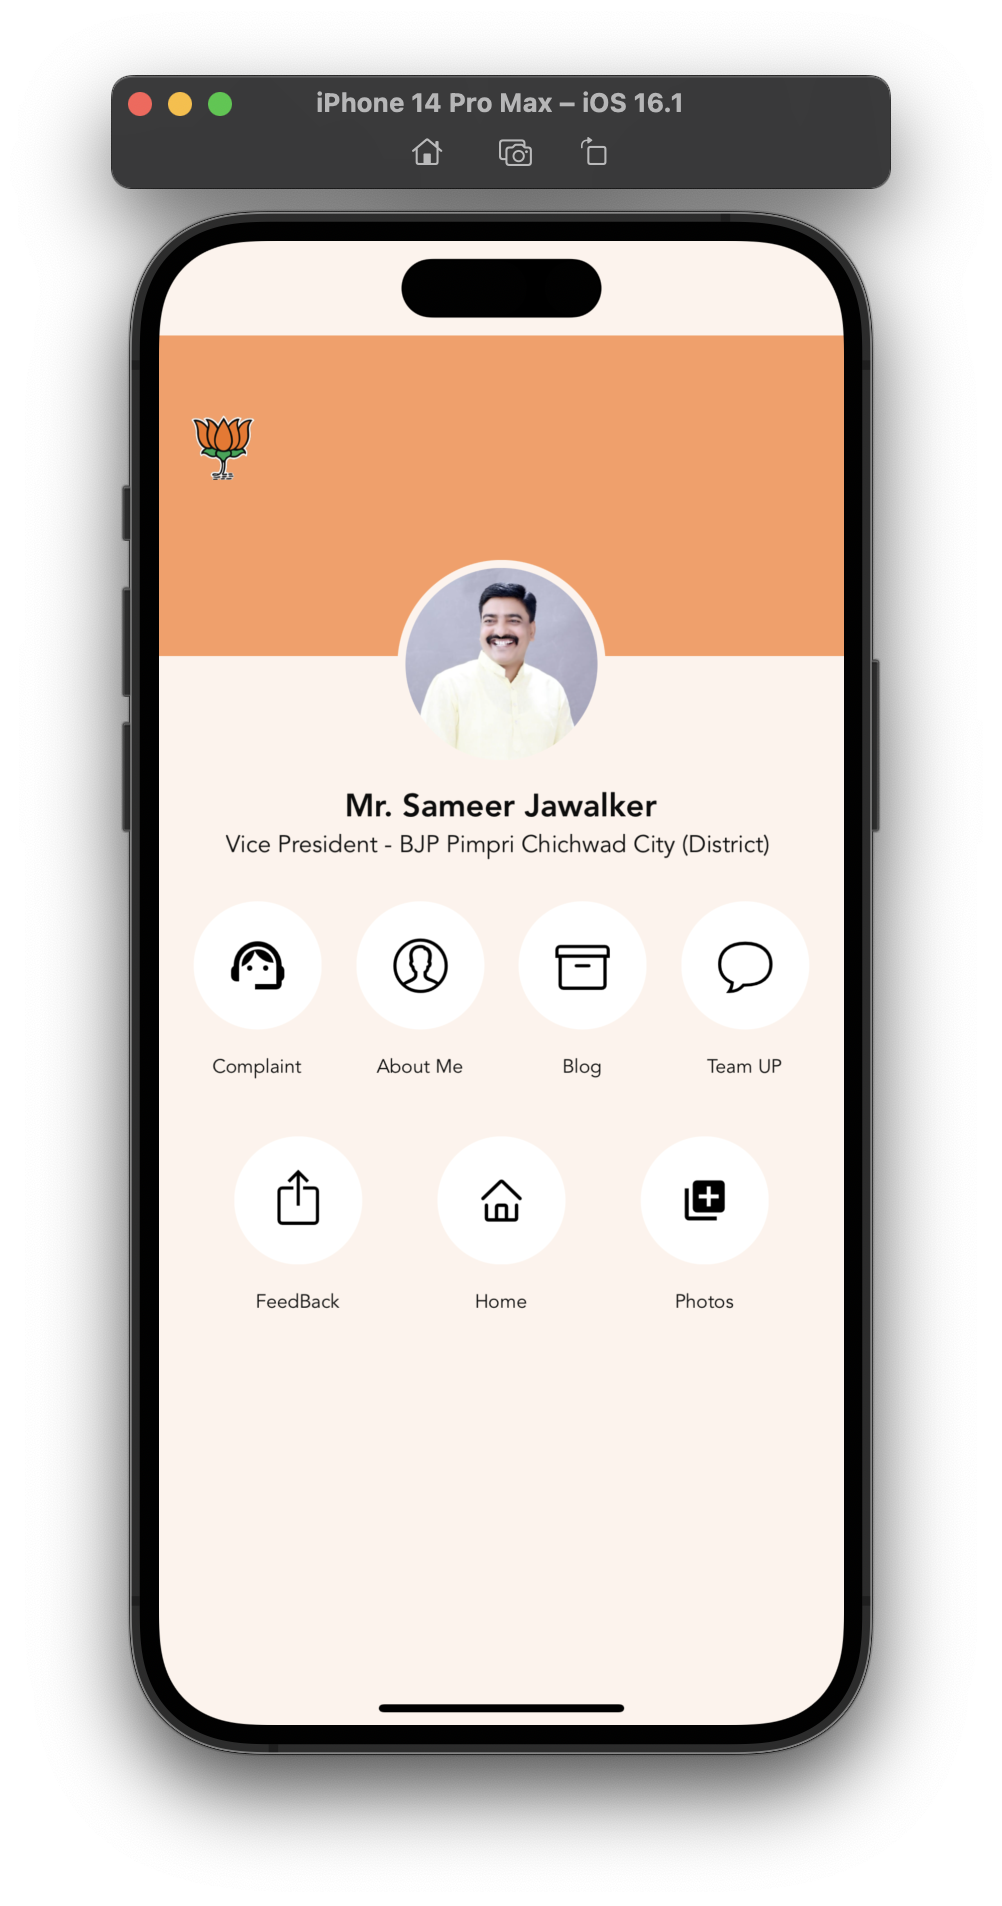 iPhone 14 Pro Max – iOS 16.1
Mr. Sameer Jawalker
Vice President - BJP Pimpri Chichwad City (District)
Complaint
About Me
Blog
Team UP
FeedBack
Home
Photos